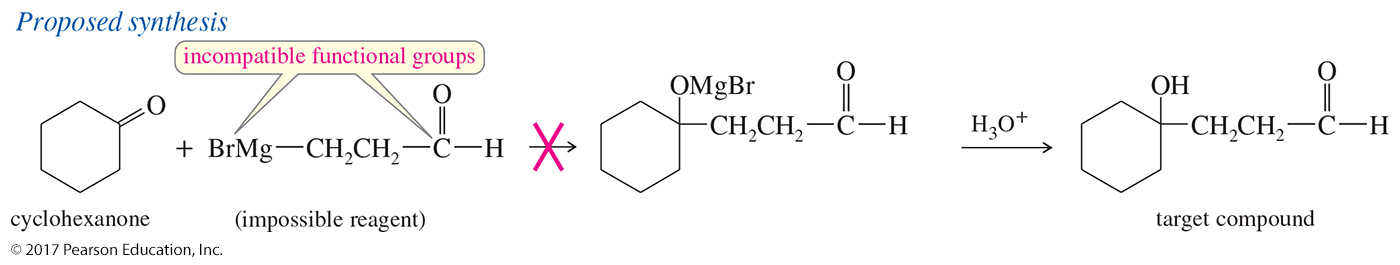 Proposed synthesis
incompatible functional groups
O
+ BrMg—CH₂CH₂—C—H
O
OMgBr
CH₂CH₂—C—H
O
H₃O⁺
OH
CH₂CH₂—C—H
O
cyclohexanone
(impossible reagent)
target compound
© 2017 Pearson Education, Inc.